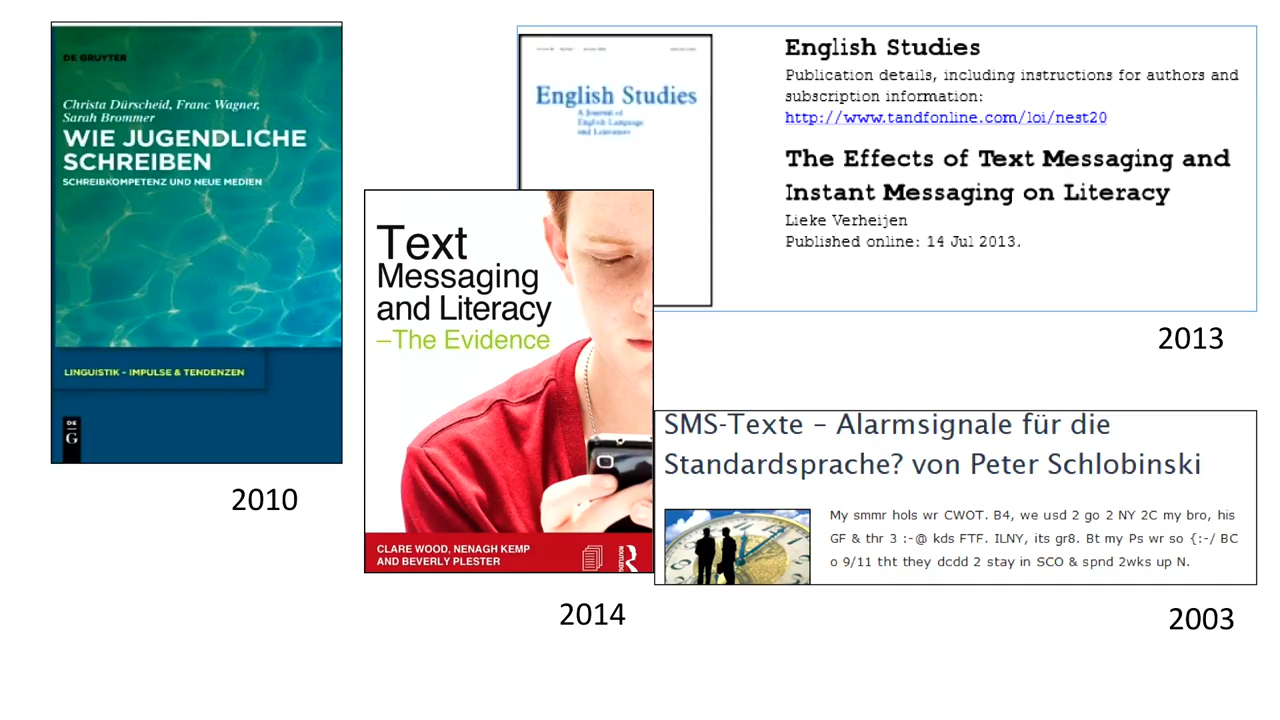 DE GRUYTER
Christa Dürscheid, Franc Wagner,
Sarah Brommer
WIE JUGENDLICHE
SCHREIBEN
SCHREIBKOMPETENZ UND NEUE MEDIEN
LINGUISTIK – IMPULSE & TENDENZEN
DE
G
2010
English Studies
A Journal of
English Language
and Literature
English Studies
Publication details, including instructions for authors and
subscription information:
http://www.tandfonline.com/loi/nest20
The Effects of Text Messaging and
Instant Messaging on Literacy
Lieke Verheijen
Published online: 14 Jul 2013.
2013
Text
Messaging
and Literacy
–The Evidence
CLARE WOOD, NENAGH KEMP
AND BEVERLY PLESTER
2014
SMS-Texte – Alarmsignale für die
Standardsprache? von Peter Schlobinski
My smmr hols wr CWOT. B4, we usd 2 go 2 NY 2C my bro, his
GF & thr 3 :-@ kds FTF. ILNY, its gr8. Bt my Ps wr so {:-/ BC
o 9/11 tht they dcdd 2 stay in SCO & spnd 2wks up N.
2003